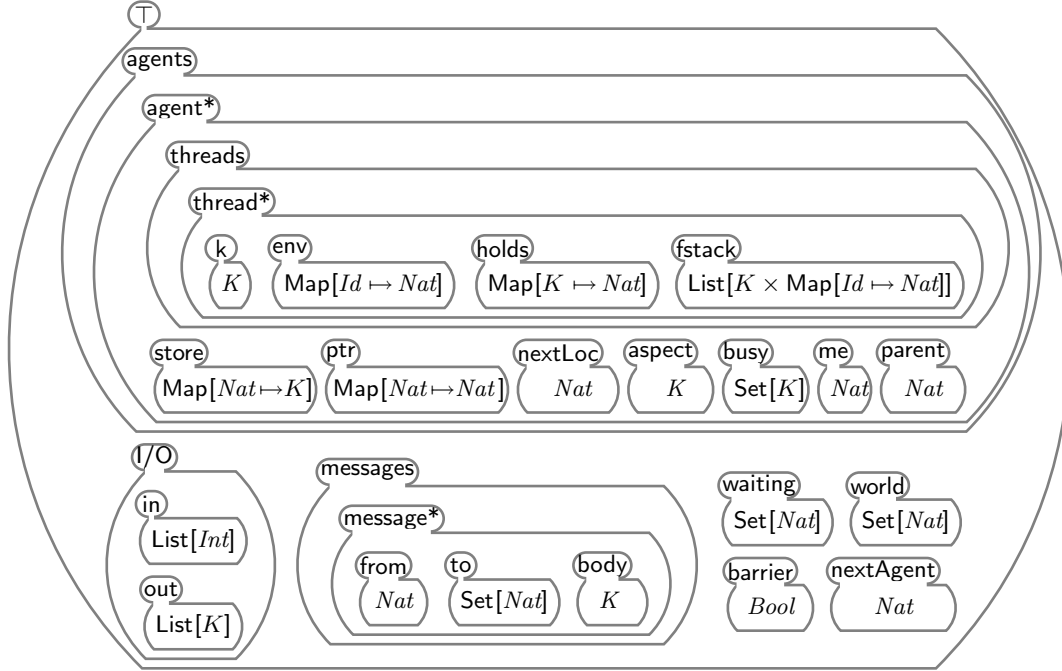 ⊤
agents
agent*
threads
thread*
k env holds fstack
K Map[Id ↦ Nat] Map[K ↦ Nat] List[K × Map[Id ↦ Nat]]
store ptr nextLoc aspect busy me parent
Map[Nat↦K] Map[Nat↦Nat] Nat K Set[K] Nat Nat
I/O messages
waiting world
in message* Set[Nat] Set[Nat]
List[Int]
from to body barrier nextAgent
out Nat Set[Nat] K Bool Nat
List[K]